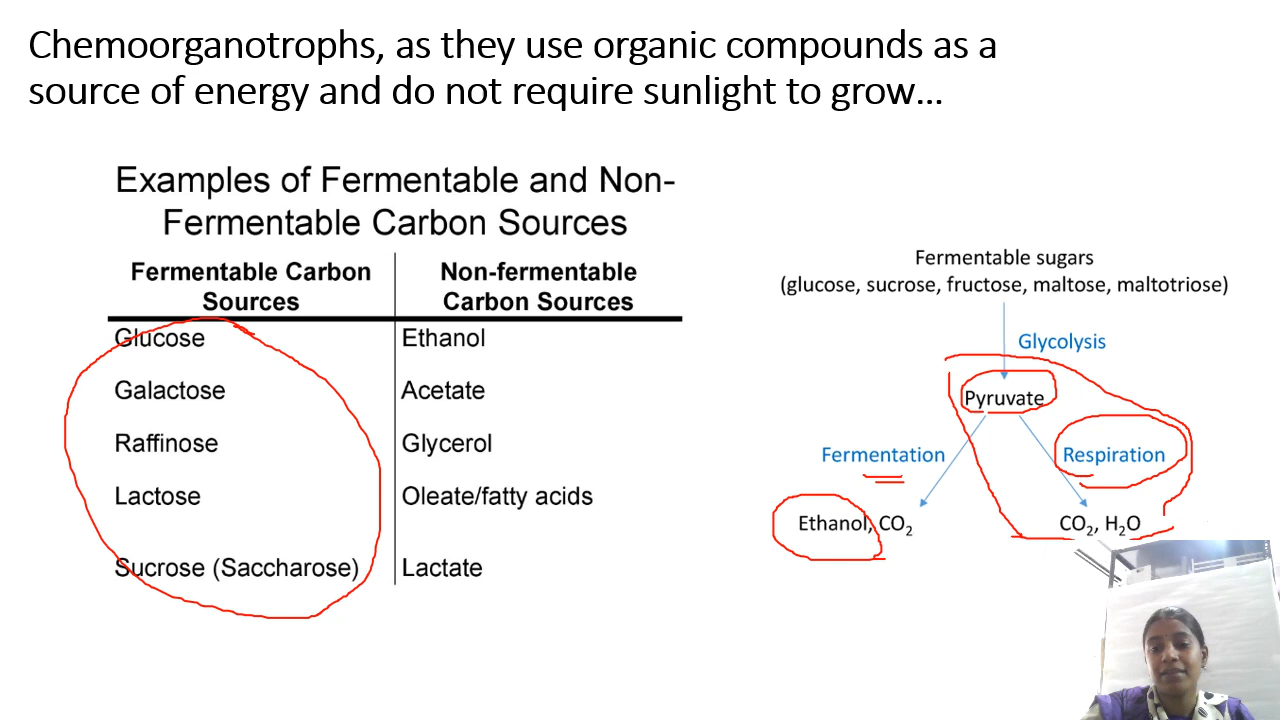 Chemoorganotrophs, as they use organic compounds as a
source of energy and do not require sunlight to grow...
Examples of Fermentable and Non-
Fermentable Carbon Sources
Fermentable Carbon
Sources
Non-fermentable
Carbon Sources
Glucose
Ethanol
Galactose
Acetate
Raffinose
Glycerol
Lactose
Oleate/fatty acids
Sucrose (Saccharose)
Lactate
Fermentable sugars
(glucose, sucrose, fructose, maltose, maltotriose)
Glycolysis
Pyruvate
Fermentation
Respiration
Ethanol, CO₂
CO₂, H₂O